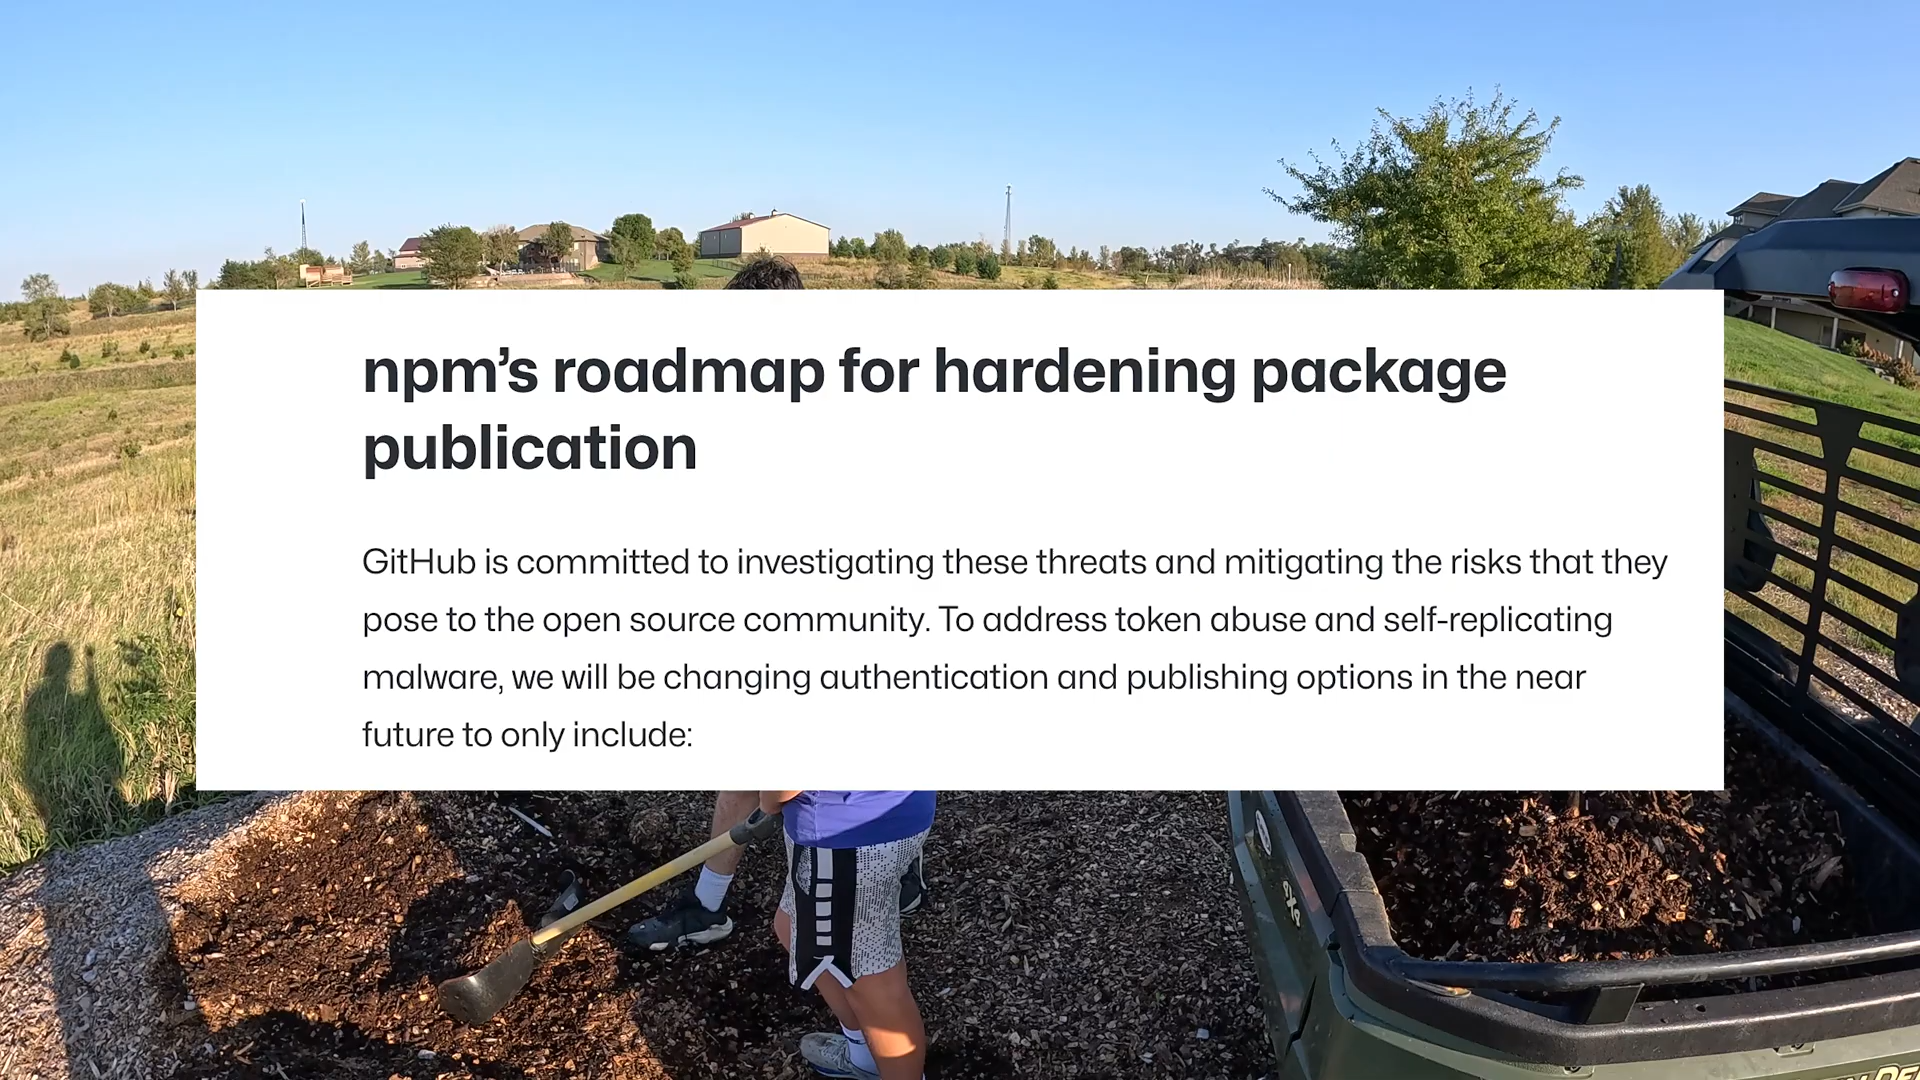 npm’s roadmap for hardening package
publication
GitHub is committed to investigating these threats and mitigating the risks that they
pose to the open source community. To address token abuse and self-replicating
malware, we will be changing authentication and publishing options in the near
future to only include: